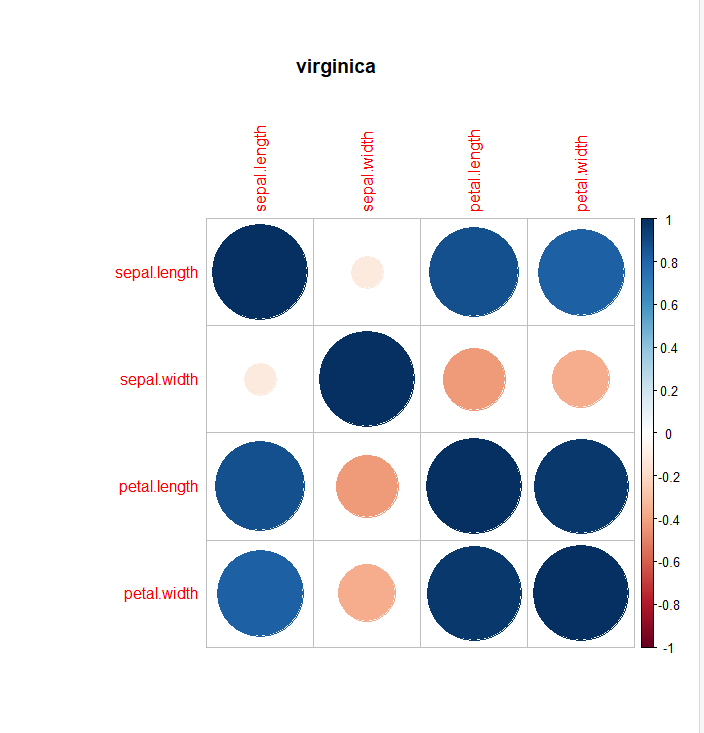 virginica
sepal.length
sepal.width
petal.length
petal.width
sepal.length
sepal.width
petal.length
petal.width
1
0.8
0.6
0.4
0.2
0
-0.2
-0.4
-0.6
-0.8
-1